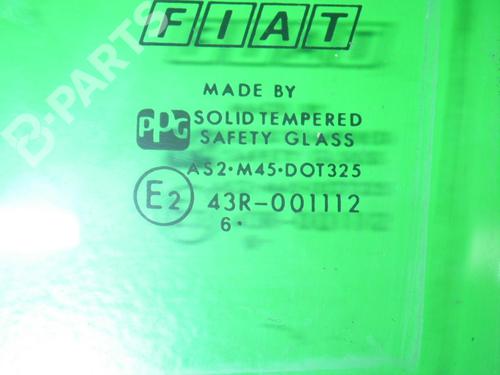 FIAT
MADE BY
PPG SOLID TEMPERED
SAFETY GLASS
AS2·M45·DOT325
E2 43R-001112
6·
B-PARTS